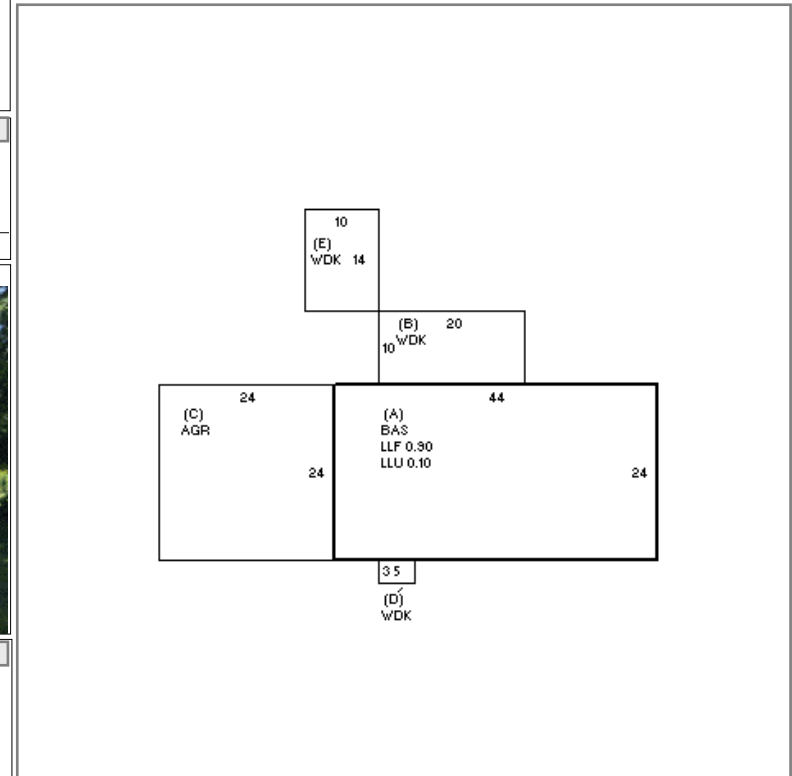 10
(E)
WDK 14
(B) 20
WDK
10
24
(C)
AGR
24
44
(A)
BAS
LLF 0.90
LLU 0.10
24
3 5
(D)
WDK